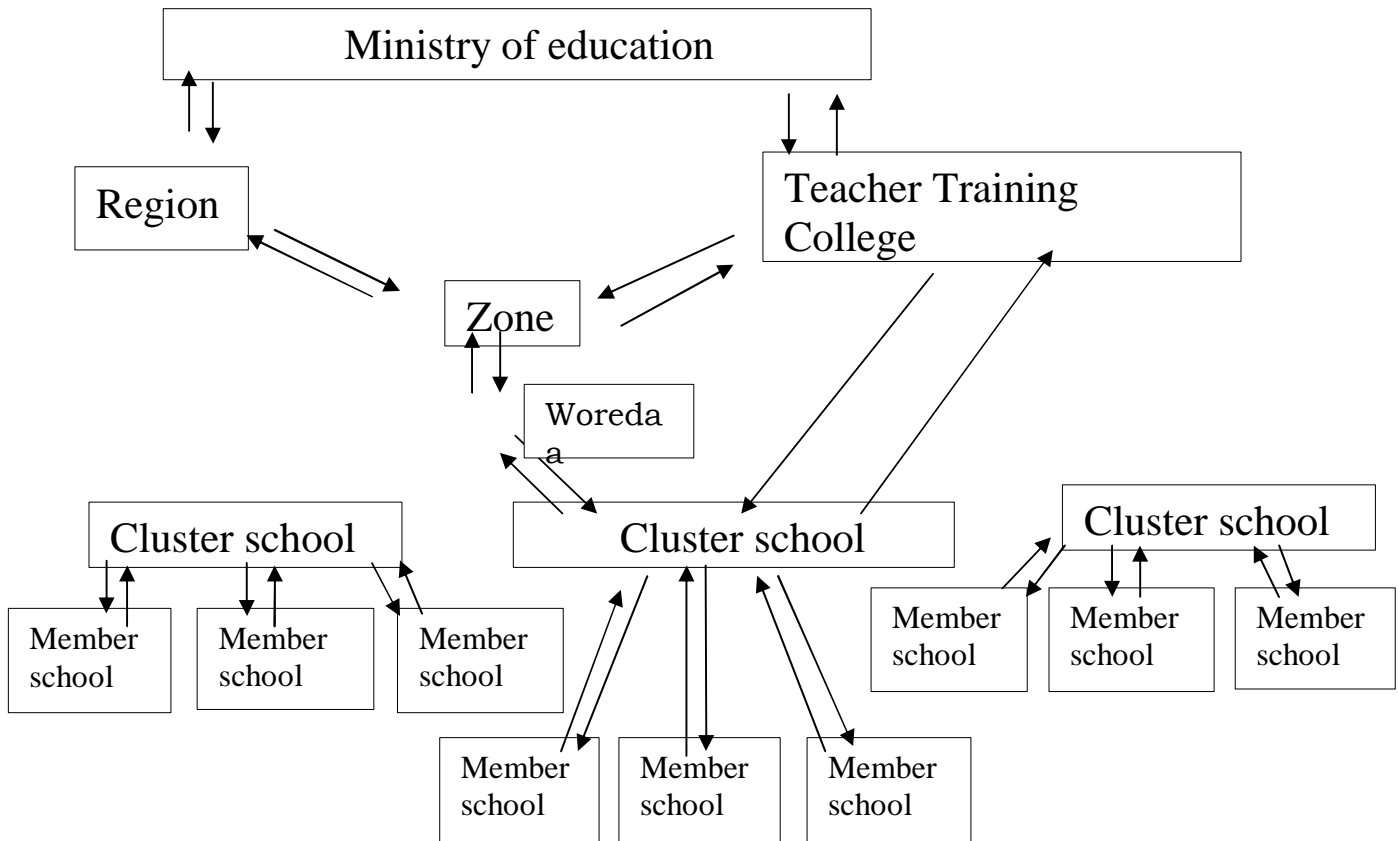 Ministry of education
Region
Teacher Training
College
Zone
Woreda
a
Cluster school
Cluster school
Cluster school
Member
school
Member
school
Member
school
Member
school
Member
school
Member
school
Member
school
Member
school
Member
school